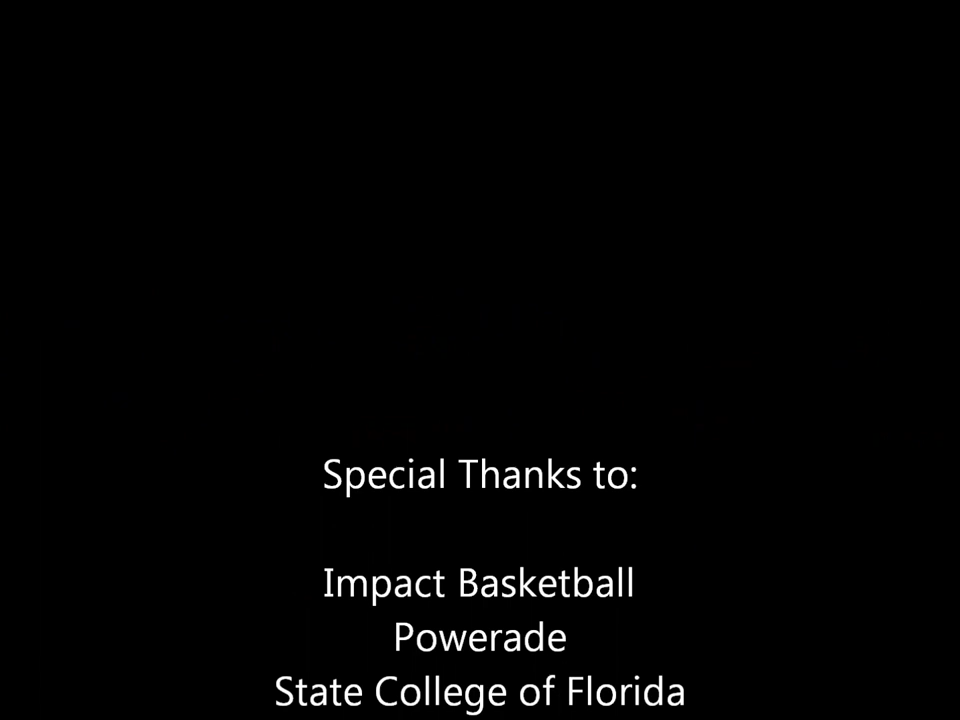 Special Thanks to:
Impact Basketball
Powerade
State College of Florida